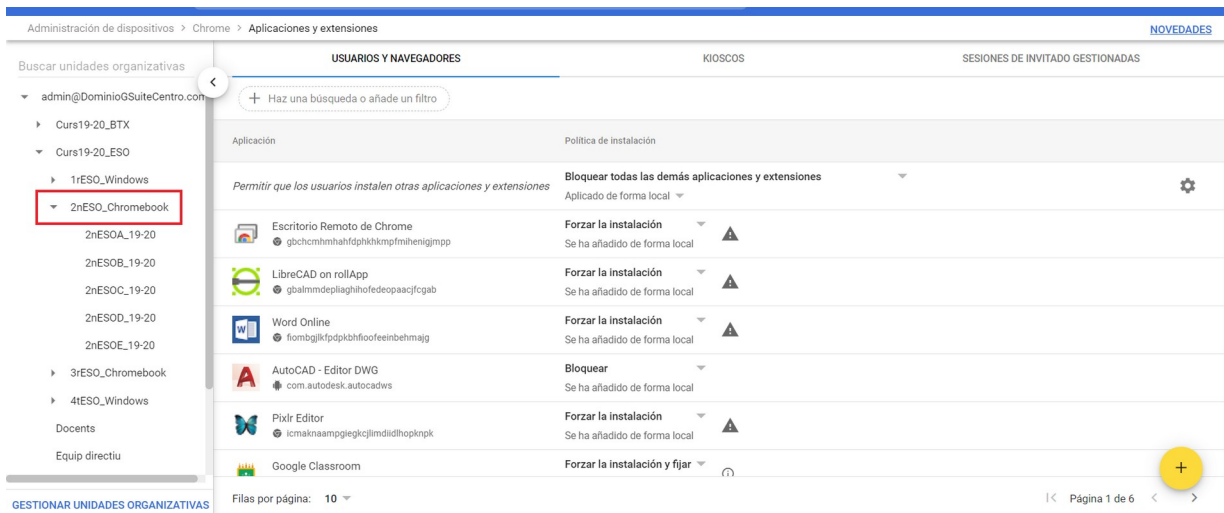 Administración de dispositivos > Chrome > Aplicaciones y extensiones
NOVEDADES
Buscar unidades organizativas
admin@DominioGSuiteCentro.con
Curs19-20_BTX
Curs19-20_ESO
1rESO_Windows
2nESO_Chromebook
2nESOA_19-20
2nESOB_19-20
2nESOC_19-20
2nESOD_19-20
2nESOE_19-20
3rESO_Chromebook
4tESO_Windows
Docents
Equip directiu
GESTIONAR UNIDADES ORGANIZATIVAS
USUARIOS Y NAVEGADORES
KIOSCOS
SESIONES DE INVITADO GESTIONADAS
+ Haz una búsqueda o añade un filtro
Aplicación
Política de instalación
Permitir que los usuarios instalen otras aplicaciones y extensiones
Bloquear todas las demás aplicaciones y extensiones
Aplicado de forma local
Escritorio Remoto de Chrome
gbchcmhmhahfdphkhkmpfmihenigjmpp
Forzar la instalación
Se ha añadido de forma local
LibreCAD on rollApp
gbalmmdepliaghihofedeopaacjfcgab
Forzar la instalación
Se ha añadido de forma local
Word Online
fiombgjlkfpdpkbhfioofeeinbehmajg
Forzar la instalación
Se ha añadido de forma local
AutoCAD - Editor DWG
com.autodesk.autocadws
Bloquear
Se ha añadido de forma local
Pixlr Editor
icmaknaampgiegkcjlimdiidlhopknpk
Forzar la instalación
Se ha añadido de forma local
Google Classroom
Forzar la instalación y fijar
Filas por página: 10
Página 1 de 6